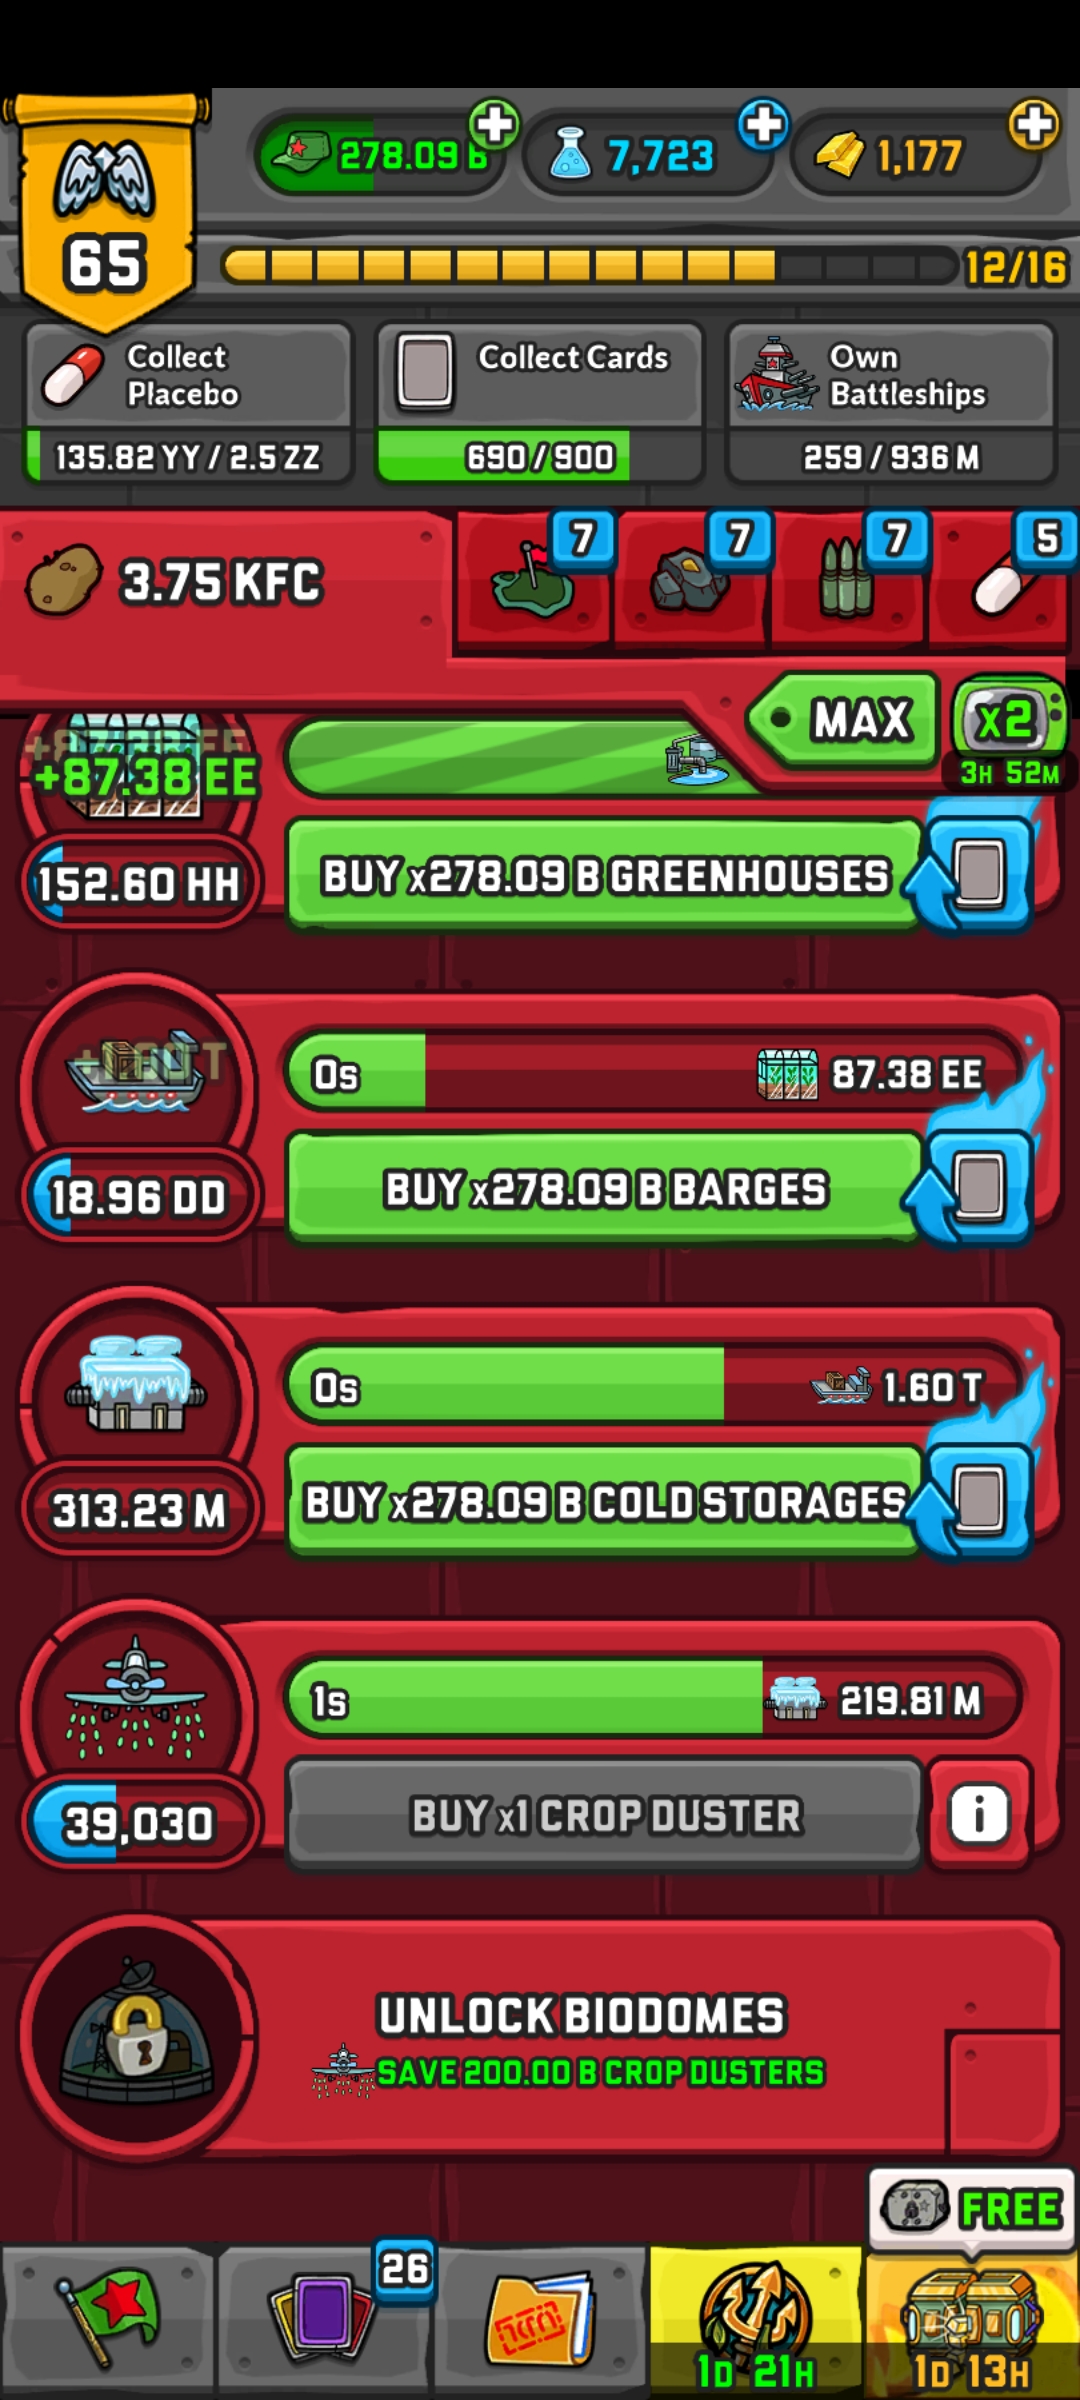 65
278.09 B
7,723
1,177
12/16
Collect
Placebo
135.82 YY / 2.5 ZZ
Collect Cards
690/900
Own
Battleships
259 / 936 M
3.75 KFC
7
7
7
5
MAX
x2
3H 52M
+87.38 EE
152.60 HH
BUY x278.09 B GREENHOUSES
0s
87.38 EE
18.96 DD
BUY x278.09 B BARGES
0s
1.60 T
313.23 M
BUY x278.09 B COLD STORAGES
1s
219.81 M
39,030
BUY x1 CROP DUSTER
i
UNLOCK BIODOMES
SAVE 200.00 B CROP DUSTERS
FREE
26
1D 21H
1D 13H